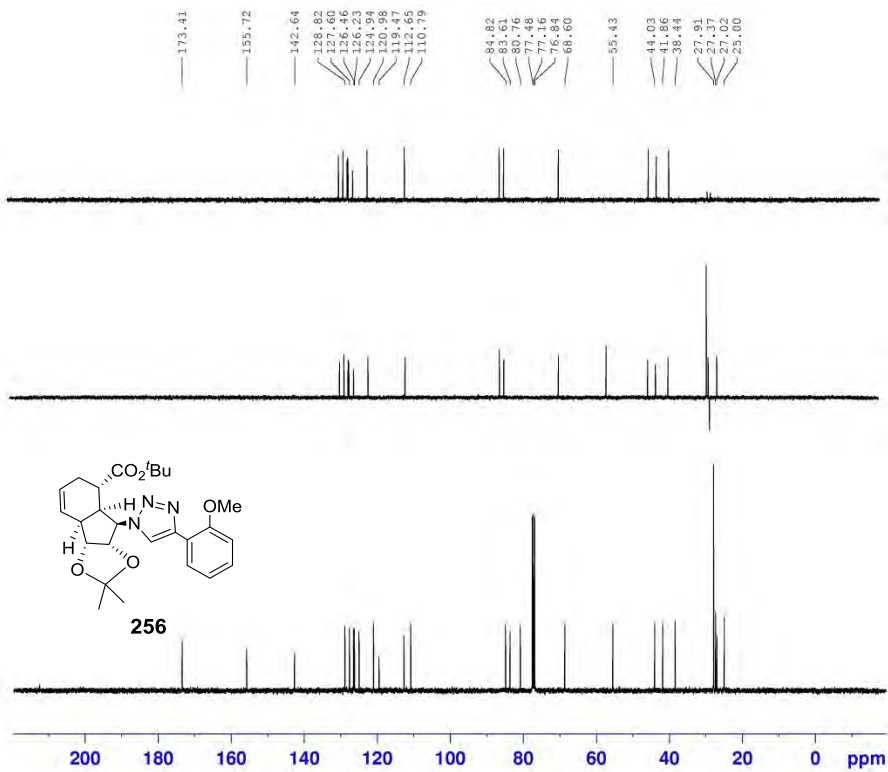 173.41
155.72
142.64
128.82
127.60
126.46
126.23
124.94
120.98
119.47
112.65
110.79
84.82
83.61
80.76
77.48
77.16
76.84
68.60
55.43
44.03
41.86
38.44
27.91
27.37
27.02
25.00
CO2tBu
H
N
N
N
OMe
N
H
O
O
256
200 180 160 140 120 100 80 60 40 20 0 ppm